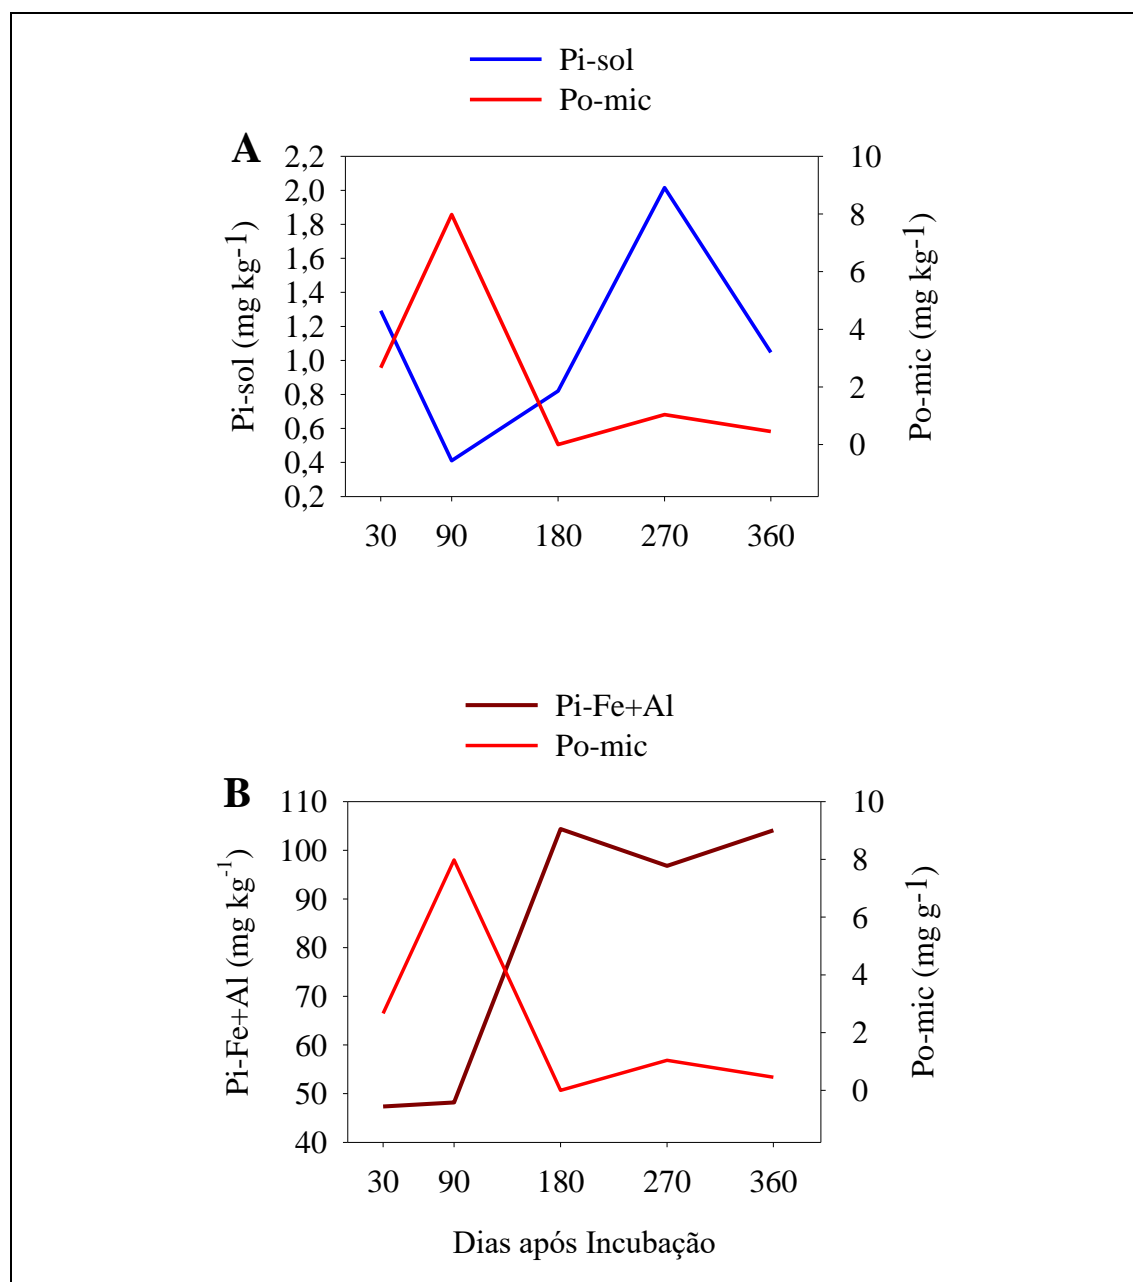 Pi-sol
Po-mic
A
2,2
2,0
1,8
1,6
1,4
1,2
1,0
0,8
0,6
0,4
0,2
Pi-sol (mg kg-1)
10
8
6
4
2
0
Po-mic (mg kg-1)
30 90 180 270 360
Pi-Fe+Al
Po-mic
B
110
100
90
80
70
60
50
40
Pi-Fe+Al (mg kg-1)
10
8
6
4
2
0
Po-mic (mg g-1)
30 90 180 270 360
Dias após Incubação